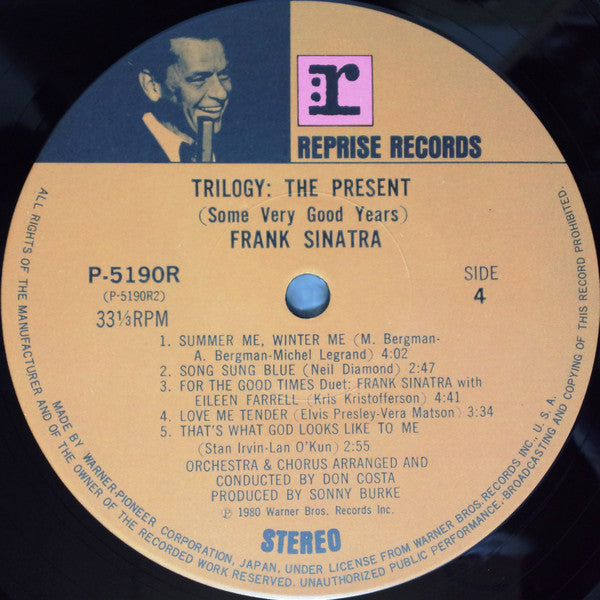 r
REPRISE RECORDS
TRILOGY: THE PRESENT
(Some Very Good Years)
FRANK SINATRA
P-5190R
(P-5190R2)
33⅓RPM
SIDE
4
1. SUMMER ME, WINTER ME (M. Bergman-
A. Bergman-Michel Legrand) 4:02
2. SONG SUNG BLUE (Neil Diamond) 2:47
3. FOR THE GOOD TIMES Duet: FRANK SINATRA with
EILEEN FARRELL (Kris Kristofferson) 4:41
4. LOVE ME TENDER (Elvis Presley-Vera Matson) 3:34
5. THAT'S WHAT GOD LOOKS LIKE TO ME
(Stan Irvin-Lan O'Kun) 2:55
ORCHESTRA & CHORUS ARRANGED AND
CONDUCTED BY DON COSTA
PRODUCED BY SONNY BURKE
℗ 1980 Warner Bros. Records Inc.
STEREO
ALL RIGHTS OF THE MANUFACTURER AND OF THE OWNER OF THE RECORDED WORK RESERVED. UNAUTHORIZED PUBLIC PERFORMANCE, BROADCASTING AND COPYING OF THIS RECORD PROHIBITED.
MADE BY WARNER-PIONEER CORPORATION, JAPAN, UNDER LICENSE FROM WARNER BROS. RECORDS INC., U.S.A.